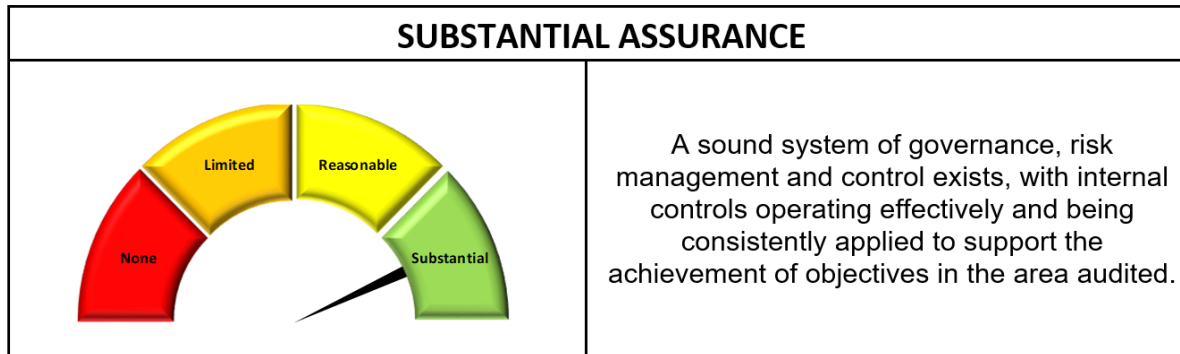 SUBSTANTIAL ASSURANCE
Limited
Reasonable
None
Substantial
A sound system of governance, risk
management and control exists, with internal
controls operating effectively and being
consistently applied to support the
achievement of objectives in the area audited.